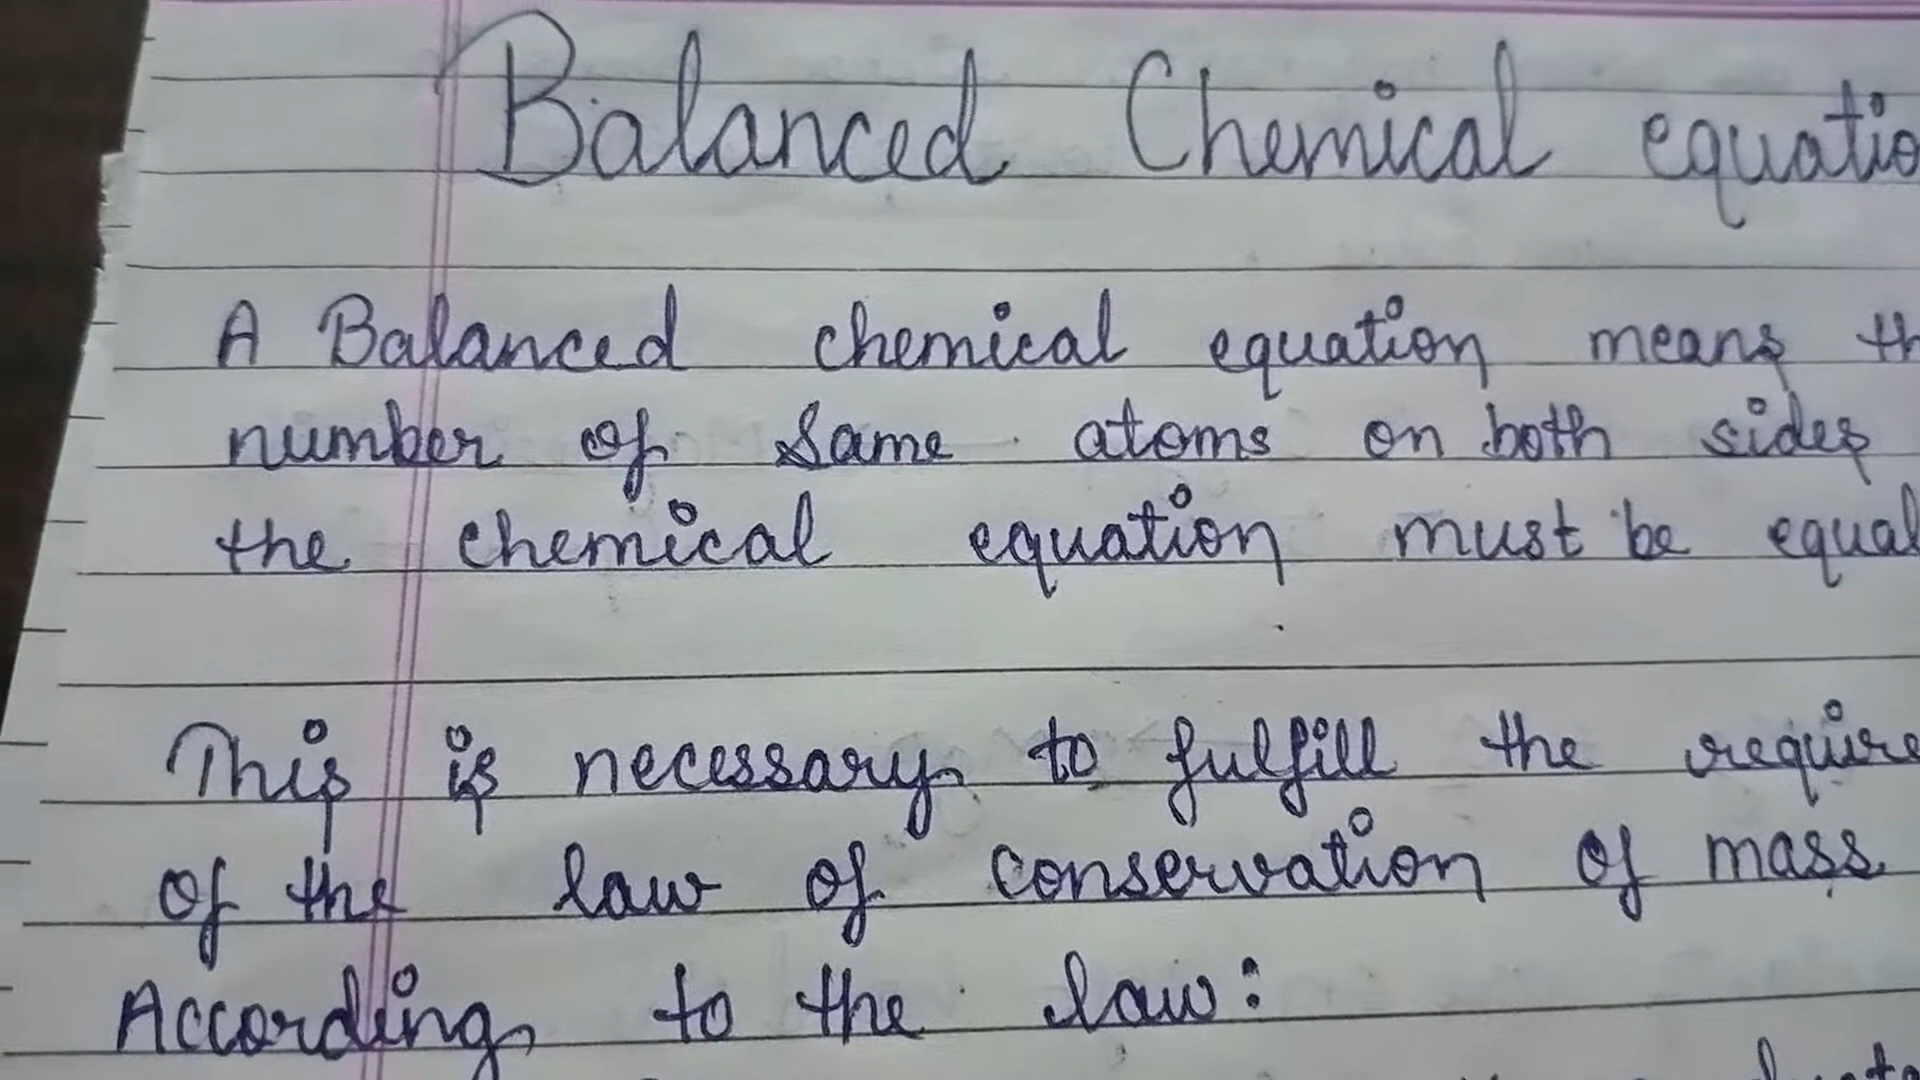 Balanced Chemical equatio
A Balanced chemical equation means th
number of same atoms on both sides
the chemical equation must be equal
This is necessary to fulfill the require
of the law of conservation of mass
According to the law: